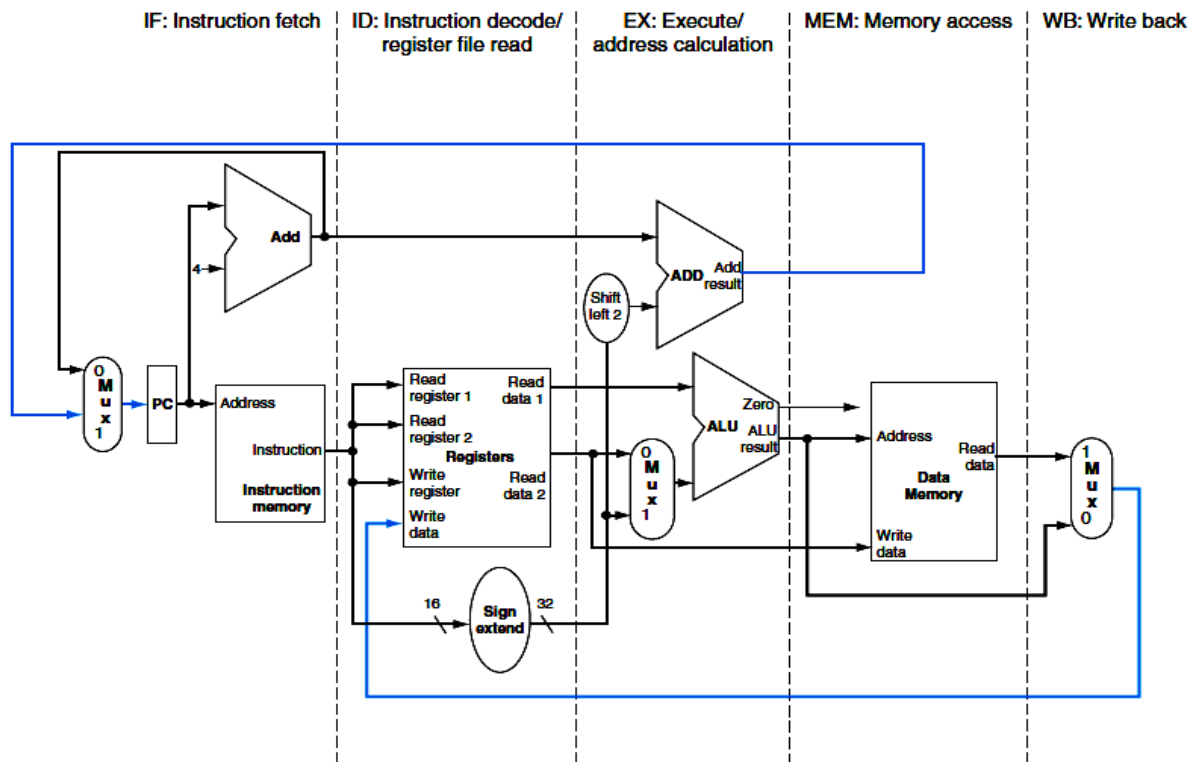 IF: Instruction fetch
ID: Instruction decode/
register file read
EX: Execute/
address calculation
MEM: Memory access
WB: Write back
Add
4
ADD
Add
result
Shift
left 2
0
M
u
x
1
PC
Address
Instruction
Instruction
memory
Read
register 1
Read
register 2
Write
register
Write
data
Registers
Read
data 1
Read
data 2
0
M
u
x
1
Zero
ALU
ALU
result
Address
Data
Memory
Read
data
Write
data
1
M
u
x
0
16
Sign
extend
32